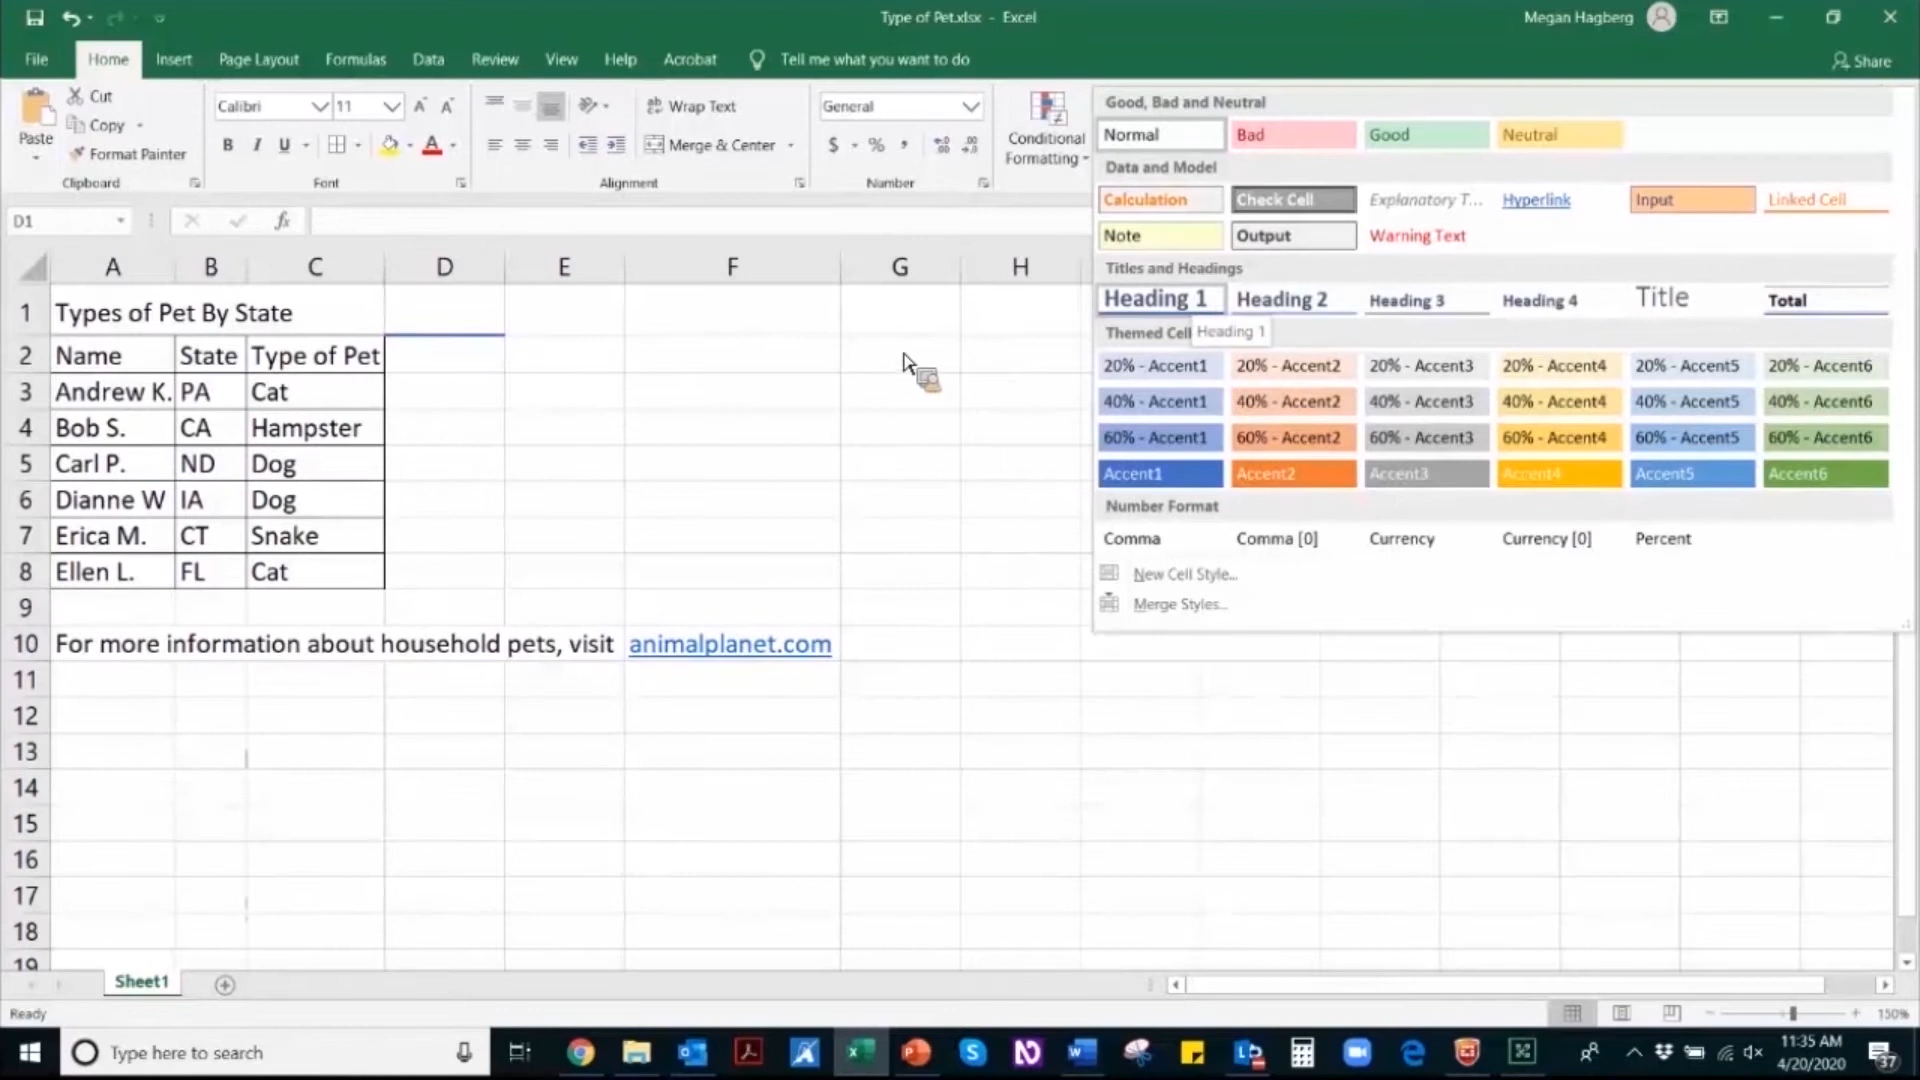 Type of Pet.xlsx - Excel
Megan Hagberg
File Home Insert Page Layout Formulas Data Review View Help Acrobat Tell me what you want to do
Share
Paste
Cut
Copy
Format Painter
Clipboard
Calibri 11
B I U
Font
Wrap Text
Merge & Center
Alignment
General
$ % ,
Number
Conditional
Formatting
Good, Bad and Neutral
Normal Bad Good Neutral
Data and Model
Calculation Check Cell Explanatory T... Hyperlink Input Linked Cell
Note Output Warning Text
Titles and Headings
Heading 1 Heading 2 Heading 3 Heading 4 Title Total
Themed Cel
Heading 1
20% - Accent1 20% - Accent2 20% - Accent3 20% - Accent4 20% - Accent5 20% - Accent6
40% - Accent1 40% - Accent2 40% - Accent3 40% - Accent4 40% - Accent5 40% - Accent6
60% - Accent1 60% - Accent2 60% - Accent3 60% - Accent4 60% - Accent5 60% - Accent6
Accent1 Accent2 Accent3 Accent4 Accent5 Accent6
Number Format
Comma Comma [0] Currency Currency [0] Percent
New Cell Style...
Merge Styles...
D1 fx
A B C D E F G H
1 Types of Pet By State
2 Name State Type of Pet
3 Andrew K. PA Cat
4 Bob S. CA Hampster
5 Carl P. ND Dog
6 Dianne W IA Dog
7 Erica M. CT Snake
8 Ellen L. FL Cat
9
10 For more information about household pets, visit animalplanet.com
11
12
13
14
15
16
17
18
19
Sheet1
Ready
150%
Type here to search
11:35 AM
4/20/2020
37